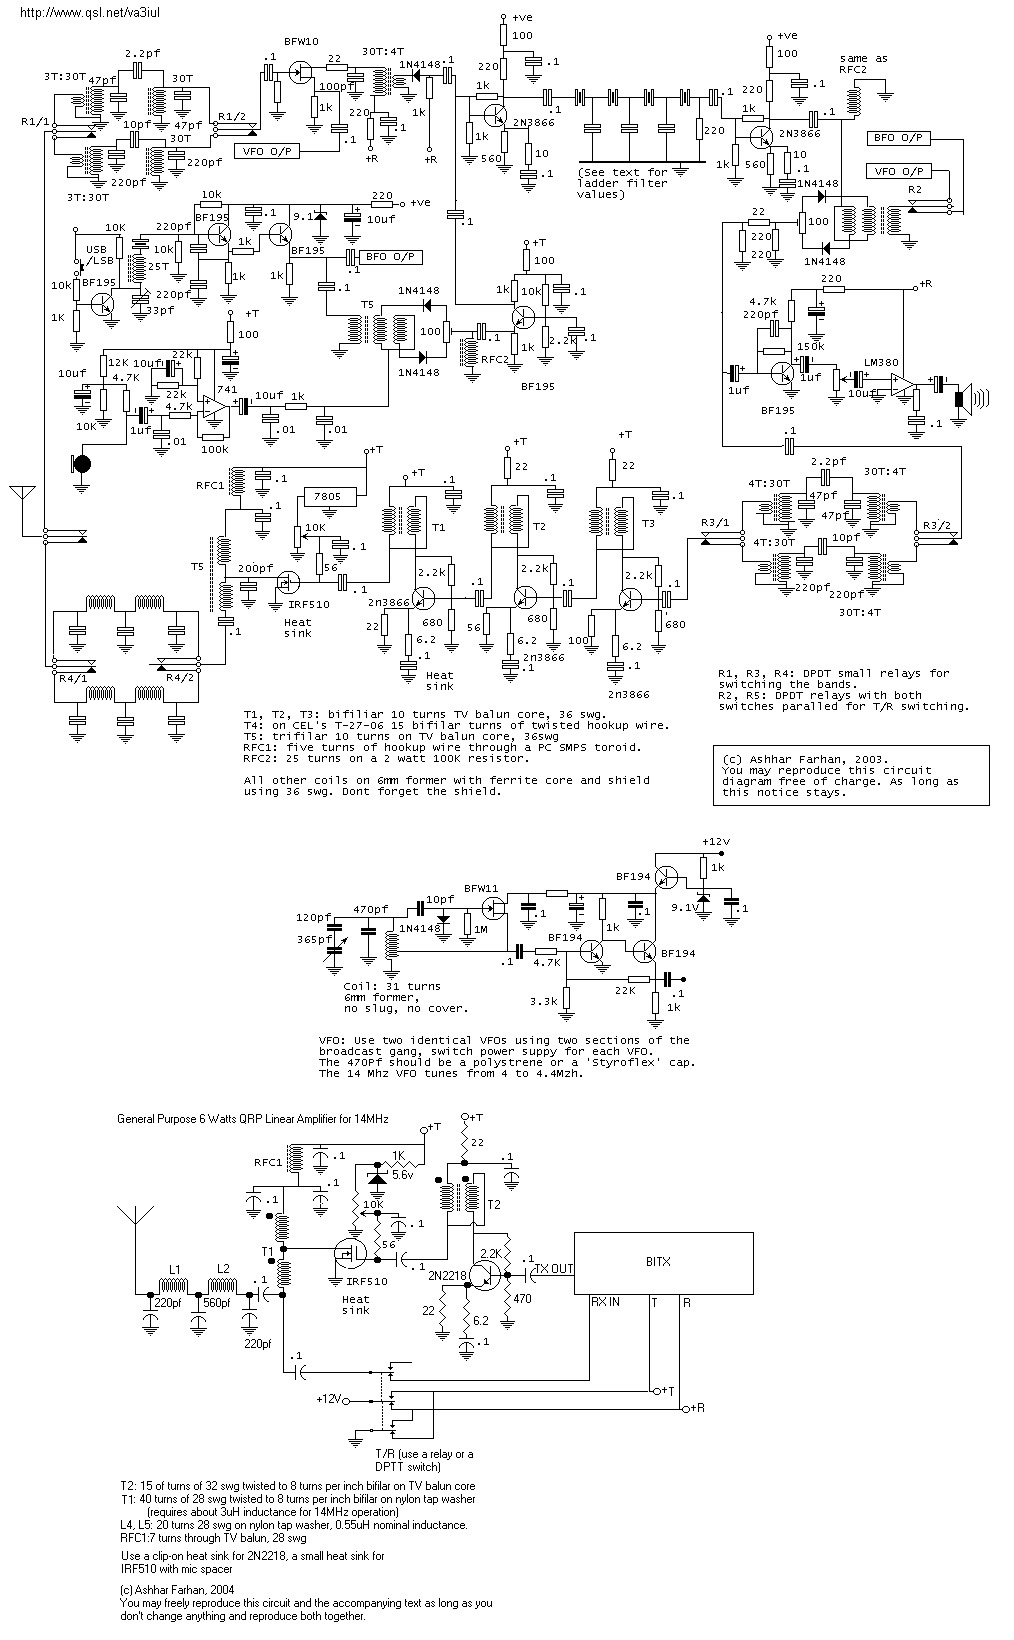 http://www.qsl.net/va3iul
+ve
100
.1
220
BFW10
22
30T:4T
1N4148
.1
2.2pf
3T:30T
47pf
30T
47pf
R1/1
R1/2
10pf
30T
220pf
220pf
3T:30T
.1
100pf
1k
VFO O/P
.1
220
.1
+R
1k
+R
1k
1k
2N3866
560
10
.1
.1
220
(See text for
ladder filter
values)
+ve
100
.1
220
1k
2N3866
.1
1k
560
10
.1
same as
RFC2
BFO O/P
VFO O/P
R2
1N4148
100
1N4148
22
220
220
10k
.1
220
+ve
9.1
10uf
BF195
220pf
10k
1k
BF195
1k
1k
BFO O/P
.1
.1
.1
10K
USB
/LSB
25T
BF195
10k
1K
220pf
33pf
T5
1N4148
100
1N4148
+T
100
.1
1k
10k
.1
1k
2.2k
.1
RFC2
BF195
220
+R
4.7k
220pf
150k
1uf
BF195
1uf
LM380
10uf
.1
+T
100
22k
12K
10uf
10uf
4.7K
22k
741
4.7k
10K
1uf
.01
100k
10uf
1k
.01
.01
+T
RFC1
.1
7805
.1
10K
.1
T5
200pf
56
IRF510
Heat
sink
.1
.1
+T
.1
T1
2.2k
2n3866
22
680
6.2
.1
Heat
sink
+T
22
.1
T2
.1
2.2k
56
680
6.2
2n3866
.1
+T
22
.1
T3
.1
2.2k
100
.1
680
6.2
.1
2n3866
.1
2.2pf
30T:4T
4T:30T
47pf
47pf
R3/1
R3/2
4T:30T
10pf
220pf
220pf
30T:4T
R4/1
R4/2
R1, R3, R4: DPDT small relays for
switching the bands.
R2, R5: DPDT relays with both
switches paralled for T/R switching.
T1, T2, T3: bifiliar 10 turns TV balun core, 36 swg.
T4: on CEL's T-27-06 15 bifilar turns of twisted hookup wire.
T5: trifilar 10 turns on TV balun core, 36swg
RFC1: five turns of hookup wire through a PC SMPS toroid.
RFC2: 25 turns on a 2 watt 100K resistor.
All other coils on 6mm former with ferrite core and shield
using 36 swg. Dont forget the shield.
(c) Ashhar Farhan, 2003.
You may reproduce this circuit
diagram free of charge. As long as
this notice stays.
+12v
BF194
1k
9.1V
.1
BFW11
10pf
470pf
120pf
365pf
1N4148
1M
.1
.1
1k
BF194
.1
4.7K
BF194
22K
.1
3.3k
1k
Coil: 31 turns
6mm former,
no slug, no cover.
VFO: Use two identical VFOs using two sections of the
broadcast gang, switch power suppy for each VFO.
The 470Pf should be a polystrene or a 'Styroflex' cap.
The 14 Mhz VFO tunes from 4 to 4.4Mzh.
General Purpose 6 Watts QRP Linear Amplifier for 14MHz
+T
+T
22
RFC1
.1
1K
5.6v
.1
.1
.1
10K
.1
T2
T1
56
IRF510
Heat
sink
.1
2.2K
2N2218
.1
TX OUT
BITX
RX IN
T
R
22
470
6.2
.1
L1
L2
.1
220pf
560pf
220pf
.1
+12V
+T
+R
T/R (use a relay or a
DPTT switch)
T2: 15 of turns of 32 swg twisted to 8 turns per inch bifilar on TV balun core
T1: 40 turns of 28 swg twisted to 8 turns per inch bifilar on nylon tap washer
(requires about 3uH inductance for 14MHz operation)
L4, L5: 20 turns 28 swg on nylon tap washer, 0.55uH nominal inductance.
RFC1:7 turns through TV balun, 28 swg
Use a clip-on heat sink for 2N2218, a small heat sink for
IRF510 with mic spacer
(c) Ashhar Farhan, 2004
You may freely reproduce this circuit and the accompanying text as long as you
don't change anything and reproduce both together.